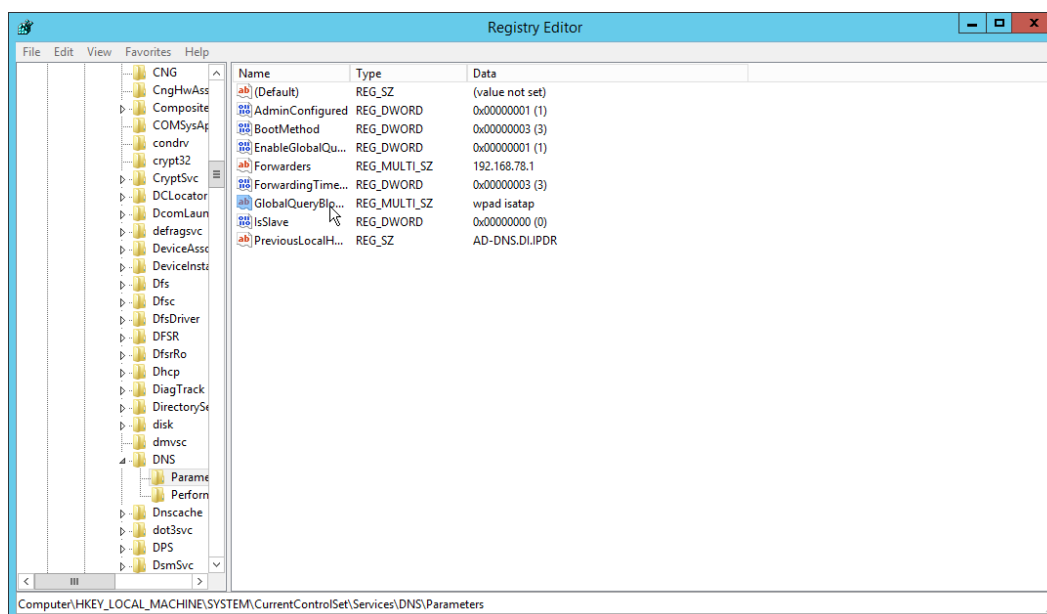 Registry Editor
File Edit View Favorites Help
Name Type Data
(Default) REG_SZ (value not set)
AdminConfigured REG_DWORD 0x00000001 (1)
BootMethod REG_DWORD 0x00000003 (3)
EnableGlobalQu... REG_DWORD 0x00000001 (1)
Forwarders REG_MULTI_SZ 192.168.78.1
ForwardingTime... REG_DWORD 0x00000003 (3)
GlobalQueryBlo... REG_MULTI_SZ wpad isatap
IsSlave REG_DWORD 0x00000000 (0)
PreviousLocalH... REG_SZ AD-DNS.DI.IPDR
CNG
CngHwAss
Composite
COMSysAp
condrv
crypt32
CryptSvc
DCLocator
DcomLaun
defragsvc
DeviceAssc
DeviceInsta
Dfs
Dfsc
DfsDriver
DFSR
DfsrRo
Dhcp
DiagTrack
DirectorySe
disk
dmvsc
DNS
Parame
Perforn
Dnscache
dot3svc
DPS
DsmSvc
Computer\HKEY_LOCAL_MACHINE\SYSTEM\CurrentControlSet\Services\DNS\Parameters